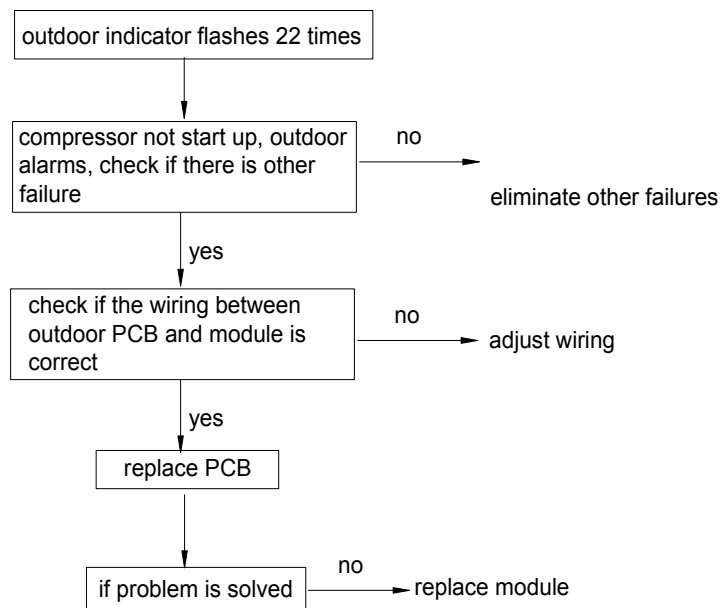 outdoor indicator flashes 22 times
compressor not start up, outdoor
alarms, check if there is other
failure
no
eliminate other failures
yes
check if the wiring between
outdoor PCB and module is
correct
no
adjust wiring
yes
replace PCB
if problem is solved
no
replace module